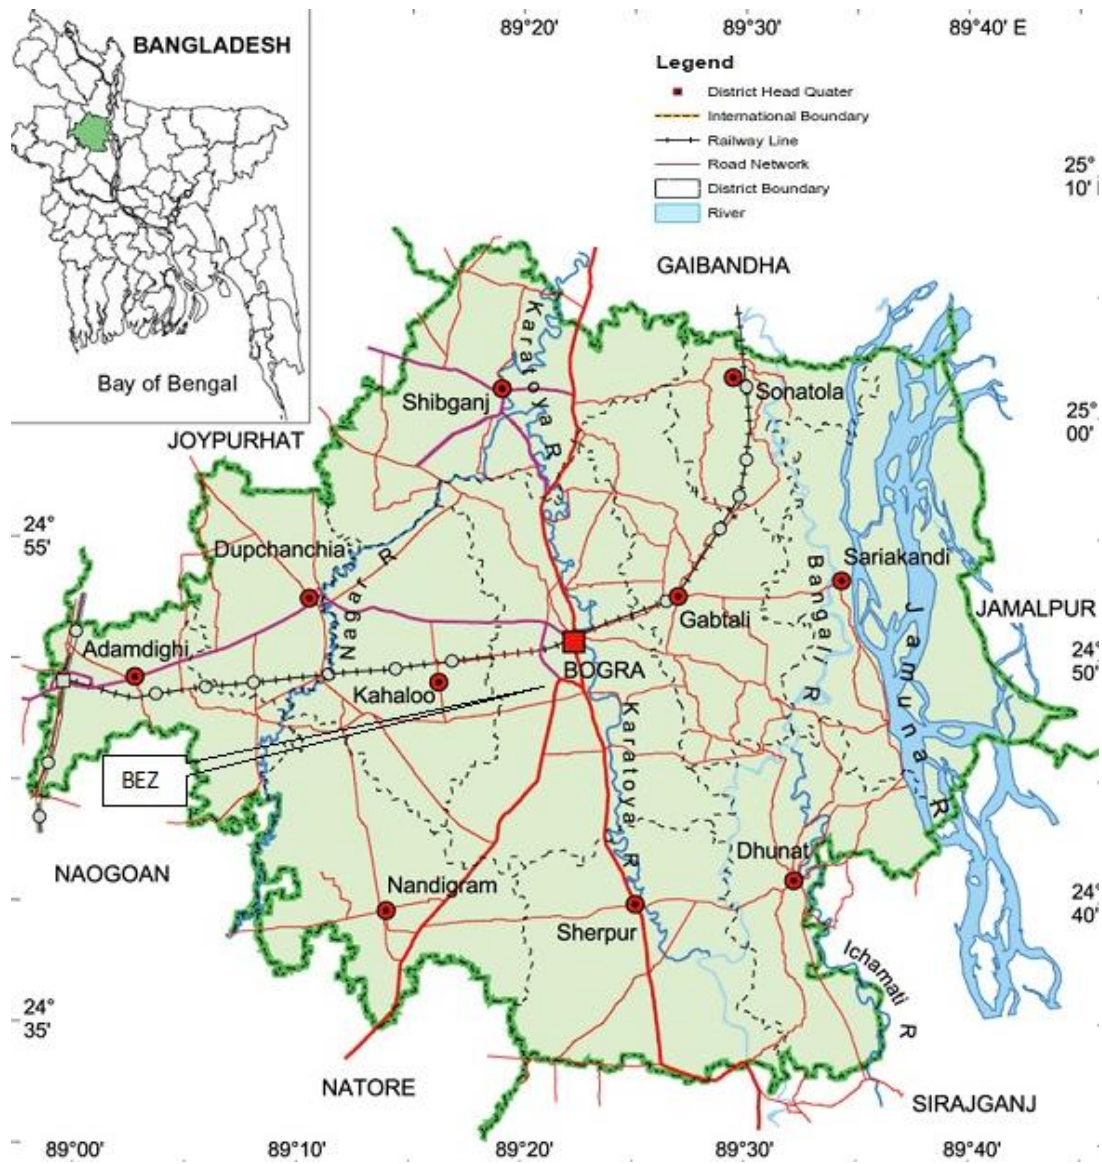 BANGLADESH
Bay of Bengal
89°20'
89°30'
89°40' E
Legend
District Head Quater
International Boundary
Railway Line
Road Network
District Boundary
River
25°
10'
GAIBANDHA
Karatoya R
Shibganj
Sonatola
25°
00'
JOYPURHAT
24°
55'
Dupchanchia
Nagar R
Sariakandi
Bangali R
Jamuna R
Gabtali
JAMALPUR
Adamdighi
BOGRA
24°
50'
Kahaloo
Karatoya R
BEZ
NAOGOAN
Dhunat
Nandigram
24°
40'
Sherpur
Ichamati R
24°
35'
NATORE
SIRAJGANJ
89°00'
89°10'
89°20'
89°30'
89°40'